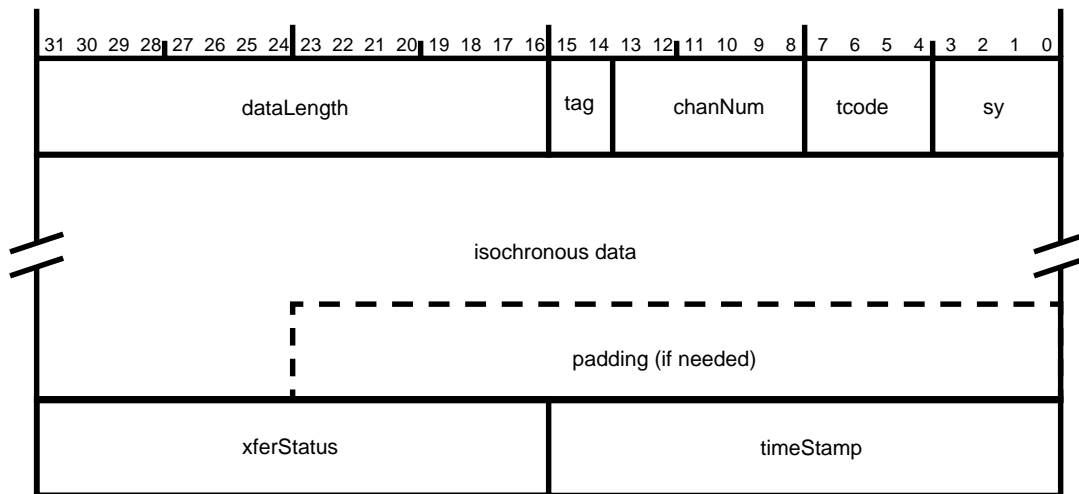 31 30 29 28 27 26 25 24 23 22 21 20 19 18 17 16 15 14 13 12 11 10 9 8 7 6 5 4 3 2 1 0
dataLength tag chanNum tcode sy
isochronous data
padding (if needed)
xferStatus timeStamp